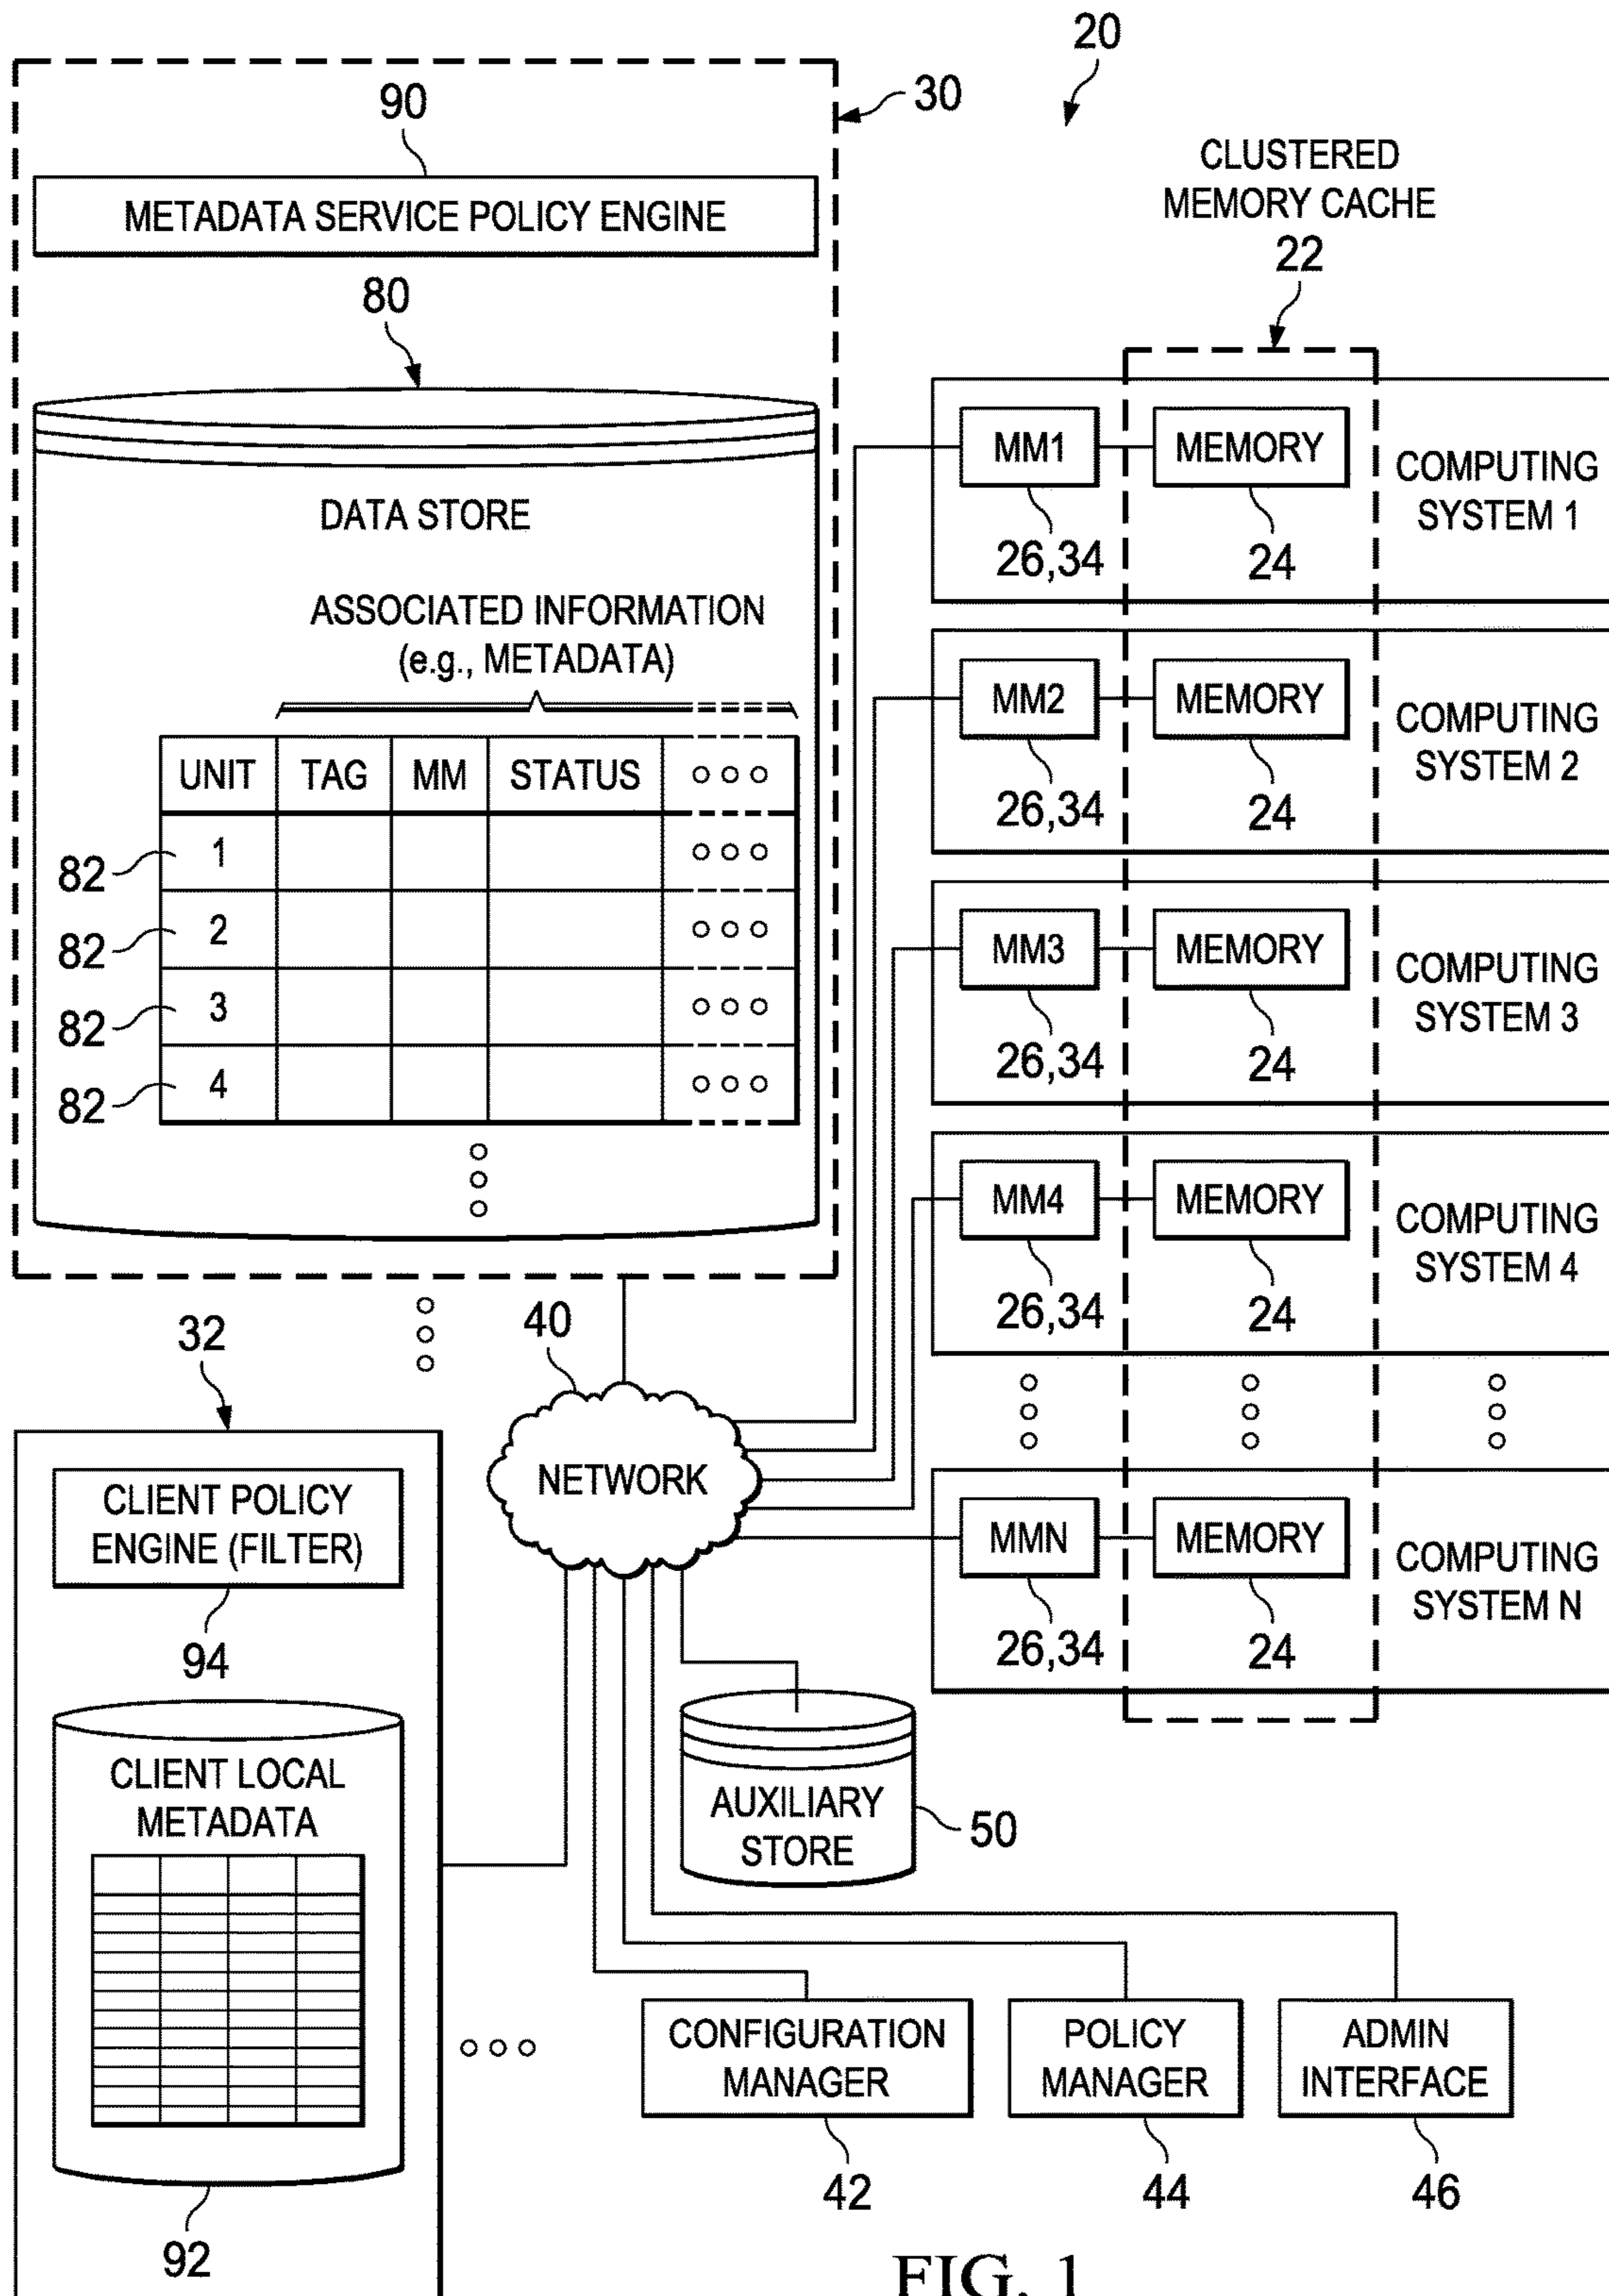 20
30
90
METADATA SERVICE POLICY ENGINE
80
DATA STORE
ASSOCIATED INFORMATION
(e.g., METADATA)
UNIT TAG MM STATUS
82 1
82 2
82 3
82 4
CLUSTERED
MEMORY CACHE
22
MM1 MEMORY
COMPUTING
SYSTEM 1
26,34 24
MM2 MEMORY
COMPUTING
SYSTEM 2
26,34 24
MM3 MEMORY
COMPUTING
SYSTEM 3
26,34 24
MM4 MEMORY
COMPUTING
SYSTEM 4
26,34 24
MMN MEMORY
COMPUTING
SYSTEM N
26,34 24
40
NETWORK
32
CLIENT POLICY
ENGINE (FILTER)
94
CLIENT LOCAL
METADATA
92
AUXILIARY
STORE
50
CONFIGURATION
MANAGER
42
POLICY
MANAGER
44
ADMIN
INTERFACE
46
FIG. 1